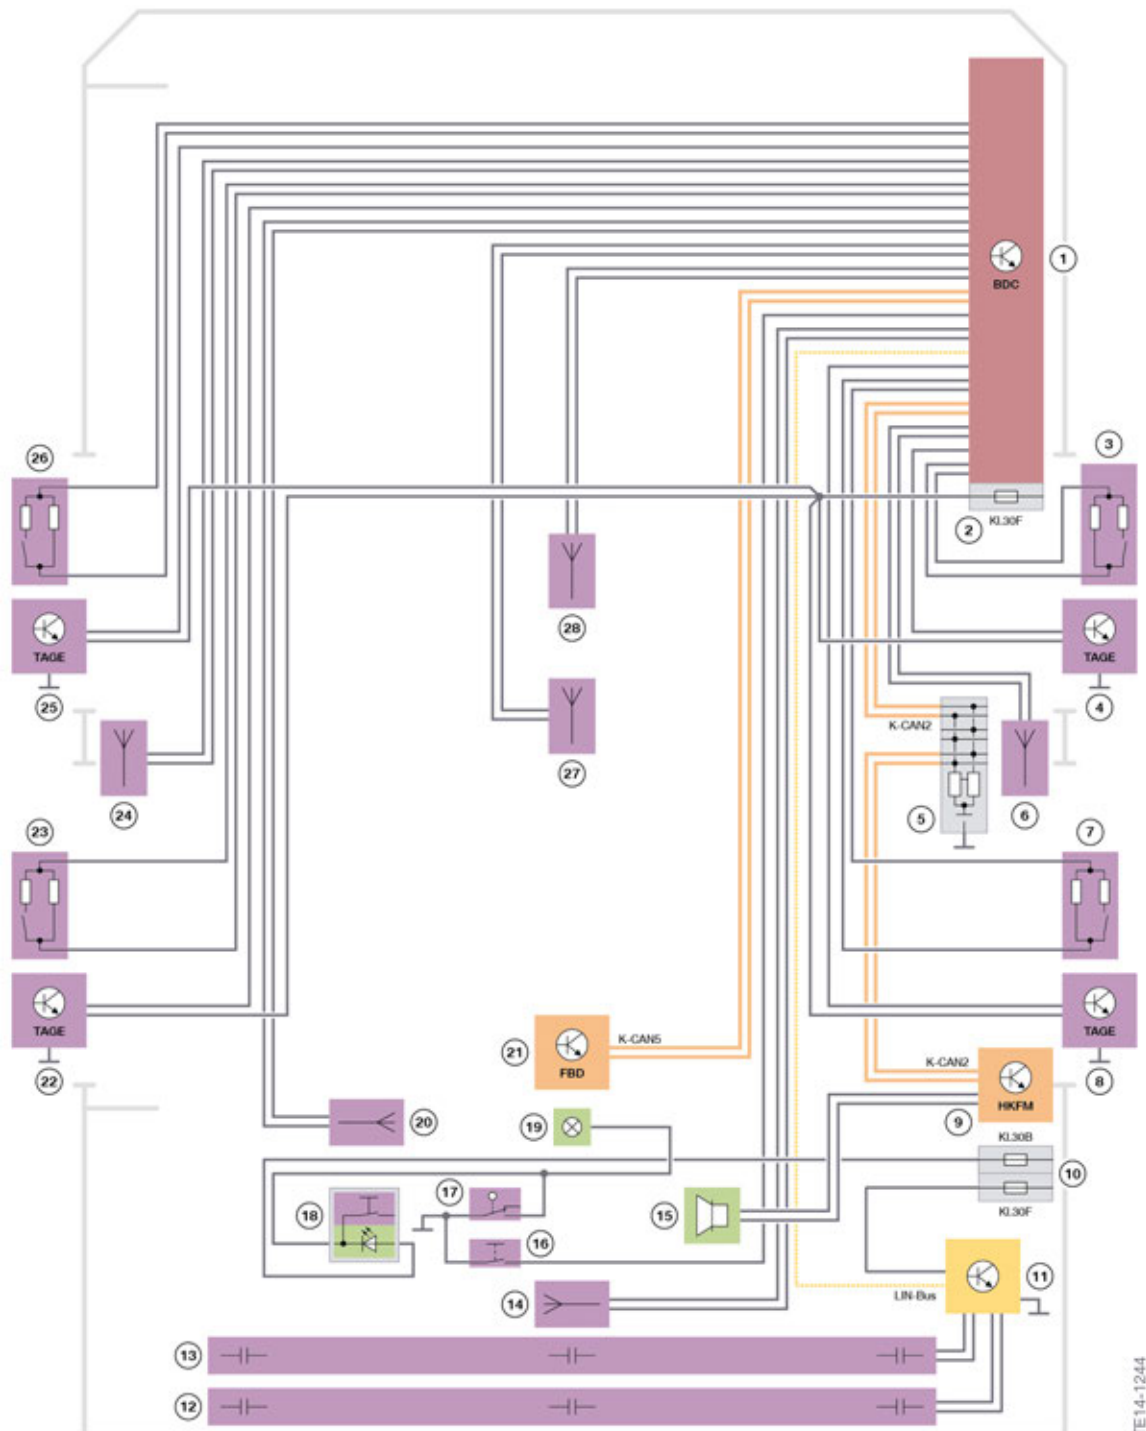 1
BDC
26
3
2
Kl.30F
28
TAGE
TAGE
25
4
K-CAN2
27
24
5
6
23
7
TAGE
TAGE
21
K-CAN5
FBD
K-CAN2
22
8
HKFM
9
20
19
Kl.30B
10
18
17
15
Kl.30F
16
11
LIN-Bus
14
13
12
TE14-1244